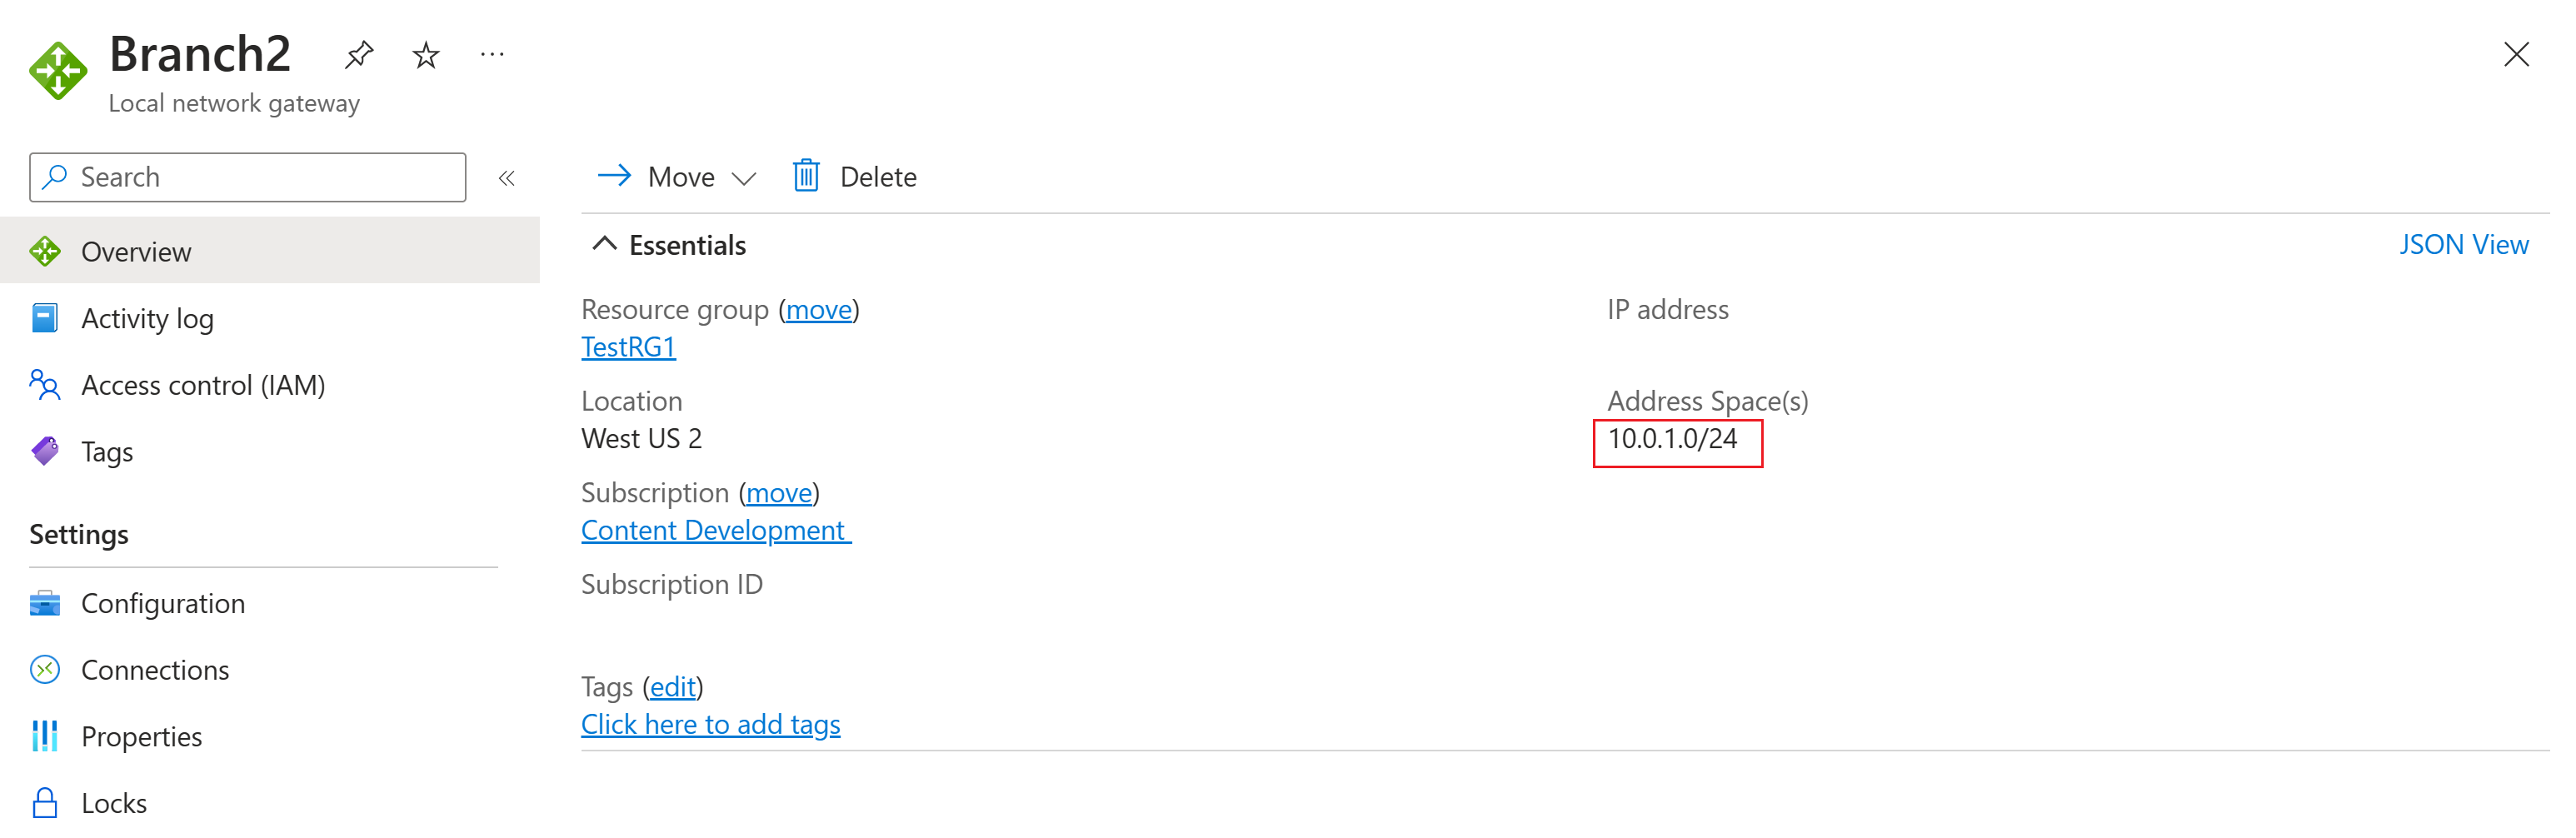 Branch2
Local network gateway
Search
Overview
Activity log
Access control (IAM)
Tags
Settings
Configuration
Connections
Properties
Locks
Move
Delete
Essentials
JSON View
Resource group (move)
TestRG1
Location
West US 2
Subscription (move)
Content Development
Subscription ID
Tags (edit)
Click here to add tags
IP address
Address Space(s)
10.0.1.0/24